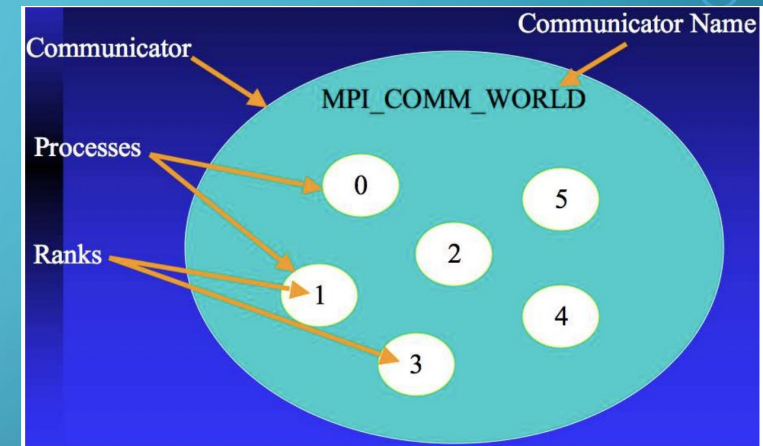 Communicator Name
Communicator
MPI_COMM_WORLD
Processes
0
5
2
Ranks
1
4
3